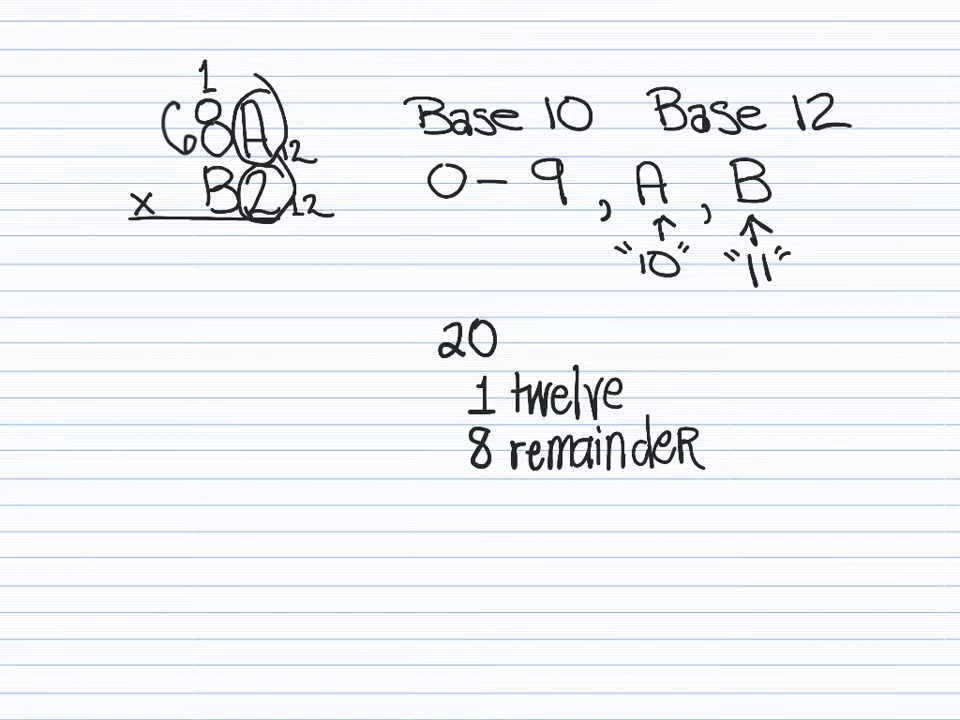 1
68A12
x B212
Base 10 Base 12
0-9, A, B
"10" "11"
20
1 twelve
8 remainder